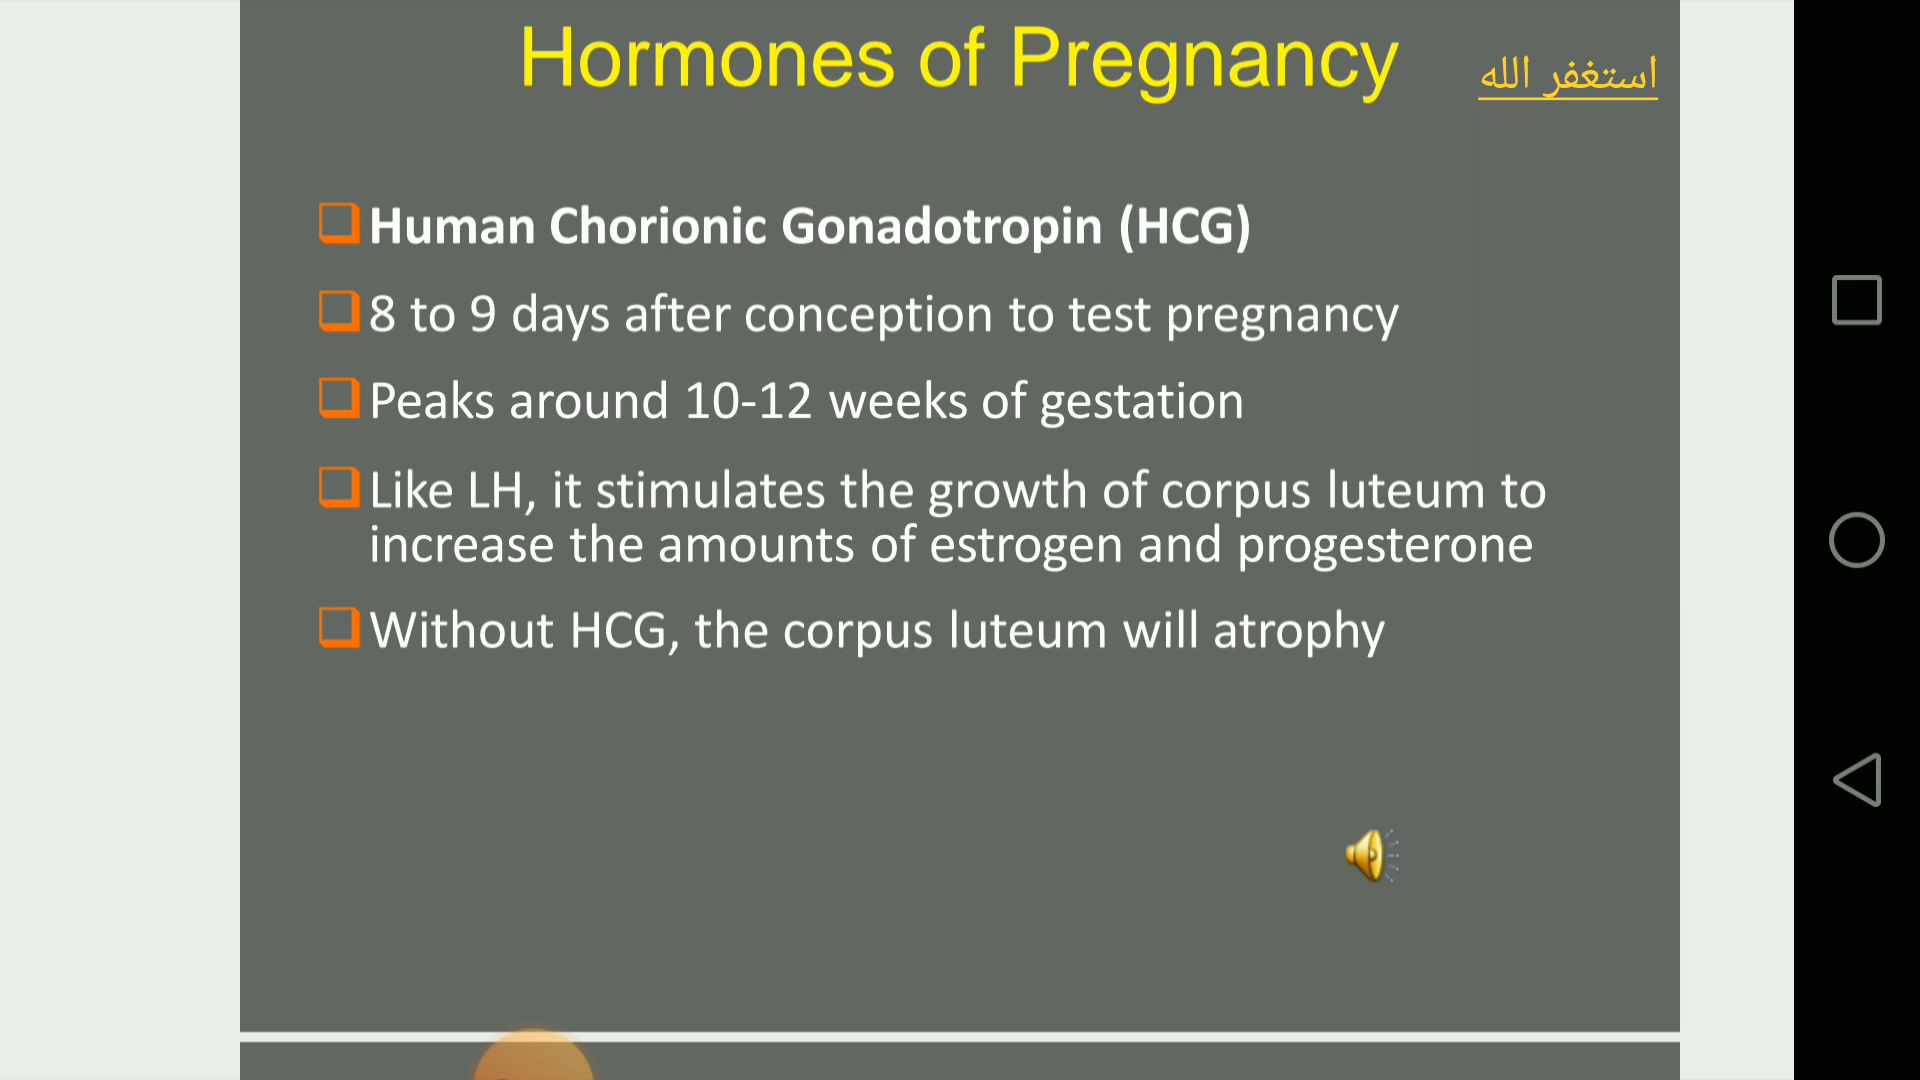 Hormones of Pregnancy
استغفر الله
Human Chorionic Gonadotropin (HCG)
8 to 9 days after conception to test pregnancy
Peaks around 10-12 weeks of gestation
Like LH, it stimulates the growth of corpus luteum to
increase the amounts of estrogen and progesterone
Without HCG, the corpus luteum will atrophy